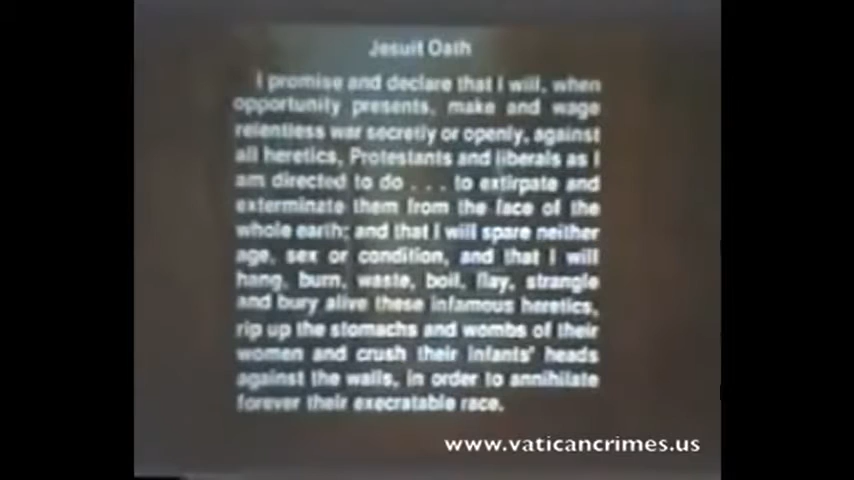 Jesuit Oath
I promise and declare that I will, when
opportunity presents, make and wage
relentless war secretly or openly, against
all heretics, Protestants and liberals as I
am directed to do . . . to extirpate and
exterminate them from the face of the
whole earth; and that I will spare neither
age, sex or condition, and that I will
hang, burn, waste, boil, flay, strangle
and bury alive these infamous heretics,
rip up the stomachs and wombs of their
women and crush their infants' heads
against the walls, in order to annihilate
forever their execratable race.
www.vaticancrimes.us